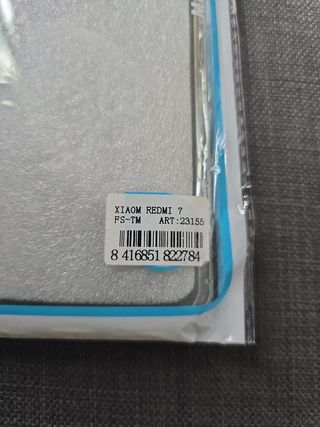 XIAOM REDMI 7
FS-TM ART:23155
8 416851 822784